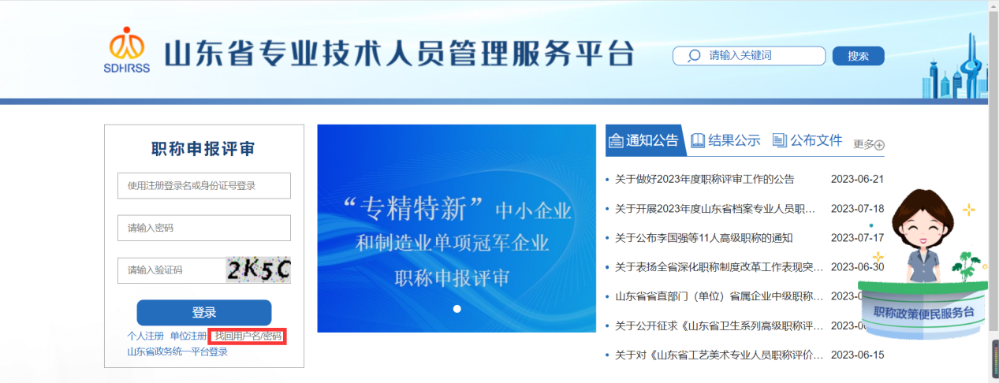 SDHRSS
山东省专业技术人员管理服务平台
请输入关键词
搜索
职称申报评审
使用注册登录名或身份证号登录
请输入密码
请输入验证码
2K5C
登录
个人注册 单位注册 找回用户名/密码
山东省政务统一平台登录
“专精特新”中小企业
和制造业单项冠军企业
职称申报评审
通知公告 结果公示 公布文件 更多
关于做好2023年度职称评审工作的公告 2023-06-21
关于开展2023年度山东省档案专业人员职... 2023-07-18
关于公布李国强等11人高级职称的通知 2023-07-17
关于表扬全省深化职称制度改革工作表现突... 2023-06-30
山东省省直部门（单位）省属企业中级职称... 2023-0
关于公开征求《山东省卫生系列高级职称评... 2023-0
关于对《山东省工艺美术专业人员职称评价... 2023-06-15
职称政策便民服务台